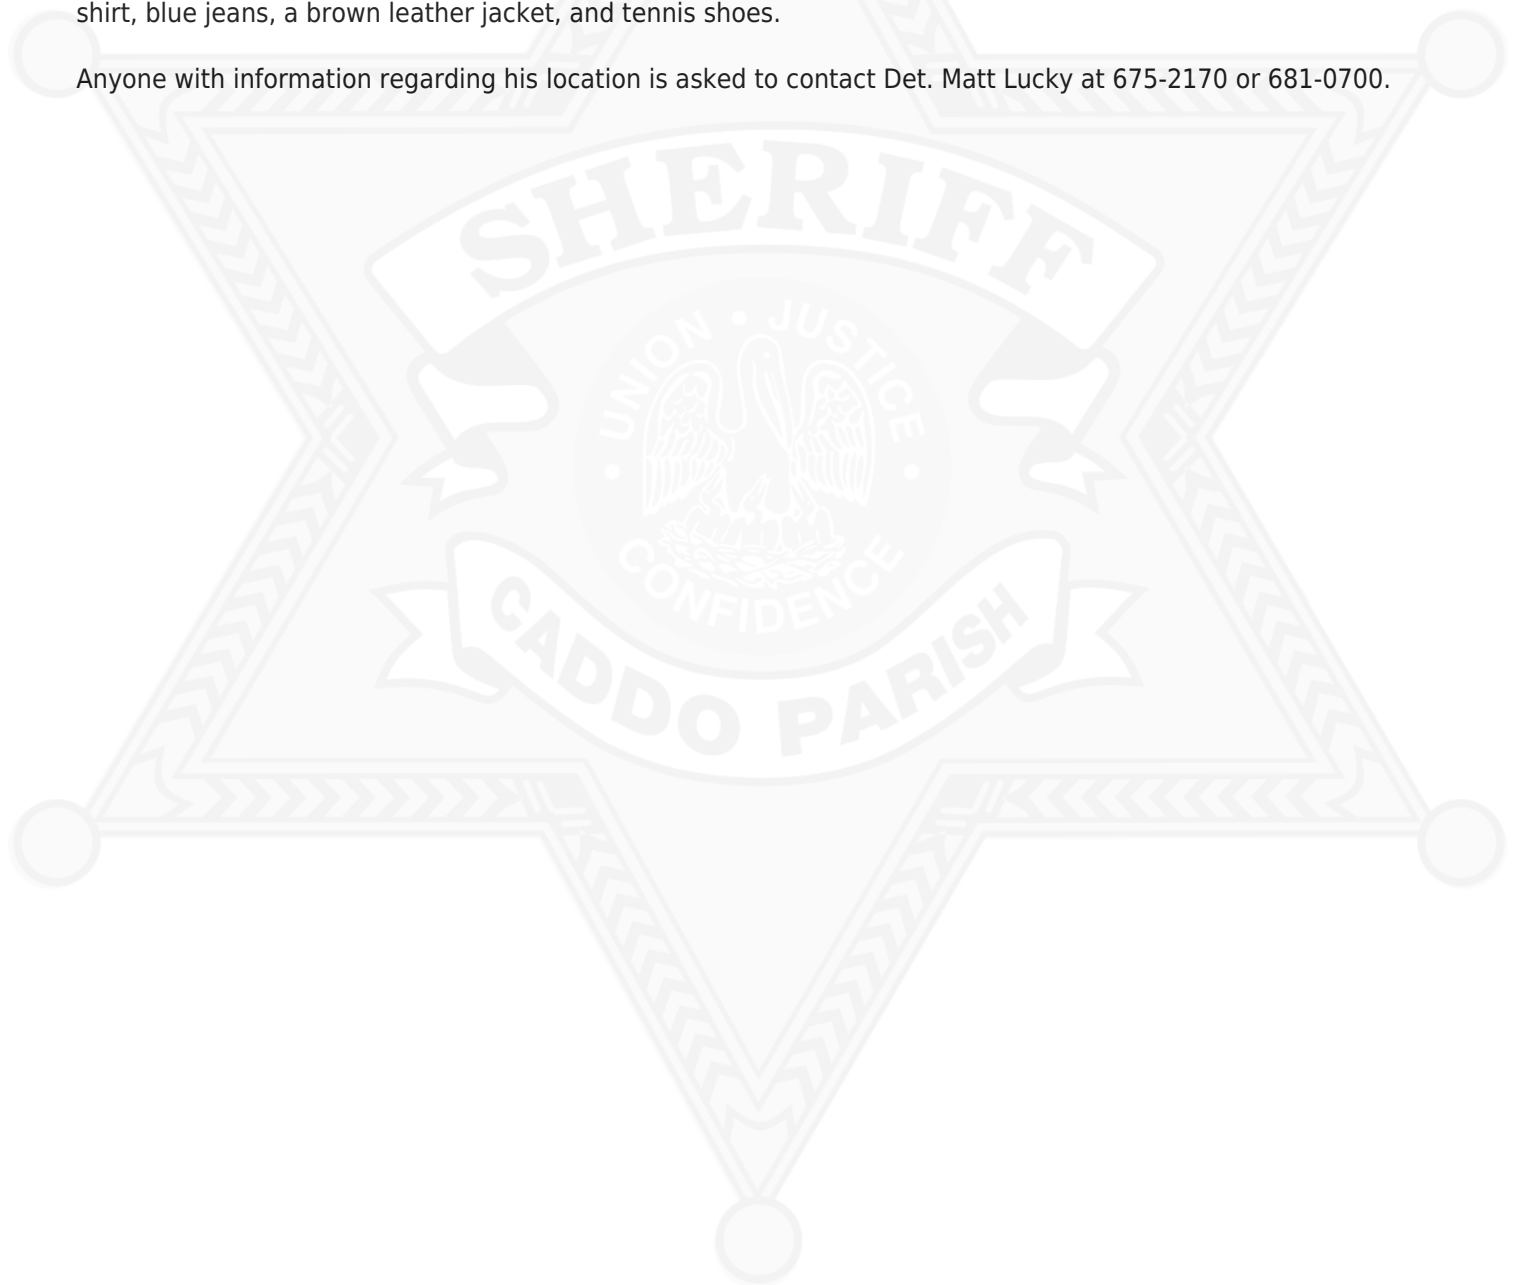 shirt, blue jeans, a brown leather jacket, and tennis shoes.
Anyone with information regarding his location is asked to contact Det. Matt Lucky at 675-2170 or 681-0700.
SHERIFF
UNION • JUSTICE
• CONFIDENCE •
CADDO PARISH